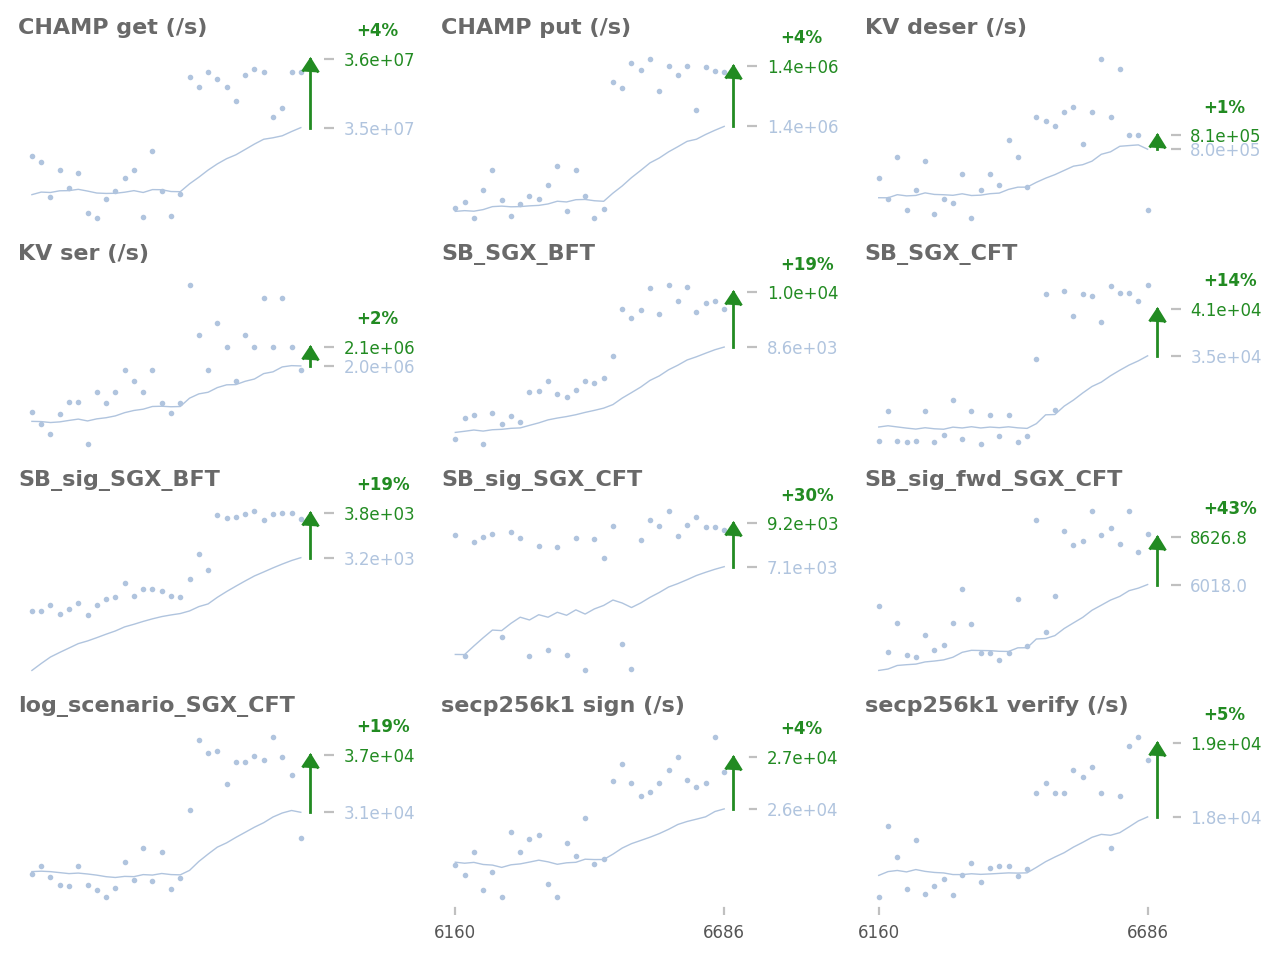 CHAMP get (/s)
+4%
3.6e+07
3.5e+07
CHAMP put (/s)
+4%
1.4e+06
1.4e+06
KV deser (/s)
+1%
8.1e+05
8.0e+05
KV ser (/s)
+2%
2.1e+06
2.0e+06
SB_SGX_BFT
+19%
1.0e+04
8.6e+03
SB_SGX_CFT
+14%
4.1e+04
3.5e+04
SB_sig_SGX_BFT
+19%
3.8e+03
3.2e+03
SB_sig_SGX_CFT
+30%
9.2e+03
7.1e+03
SB_sig_fwd_SGX_CFT
+43%
8626.8
6018.0
log_scenario_SGX_CFT
+19%
3.7e+04
3.1e+04
secp256k1 sign (/s)
+4%
2.7e+04
2.6e+04
6160
6686
secp256k1 verify (/s)
+5%
1.9e+04
1.8e+04
6160
6686